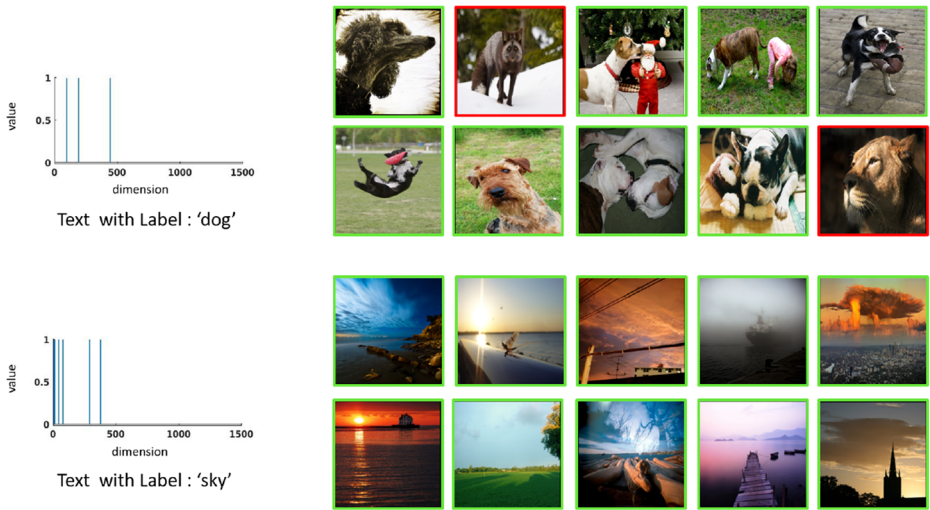 value
1
0.5
0
0 500 1000 1500
dimension
Text with Label : 'dog'
value
1
0.5
0
0 500 1000 1500
dimension
Text with Label : 'sky'